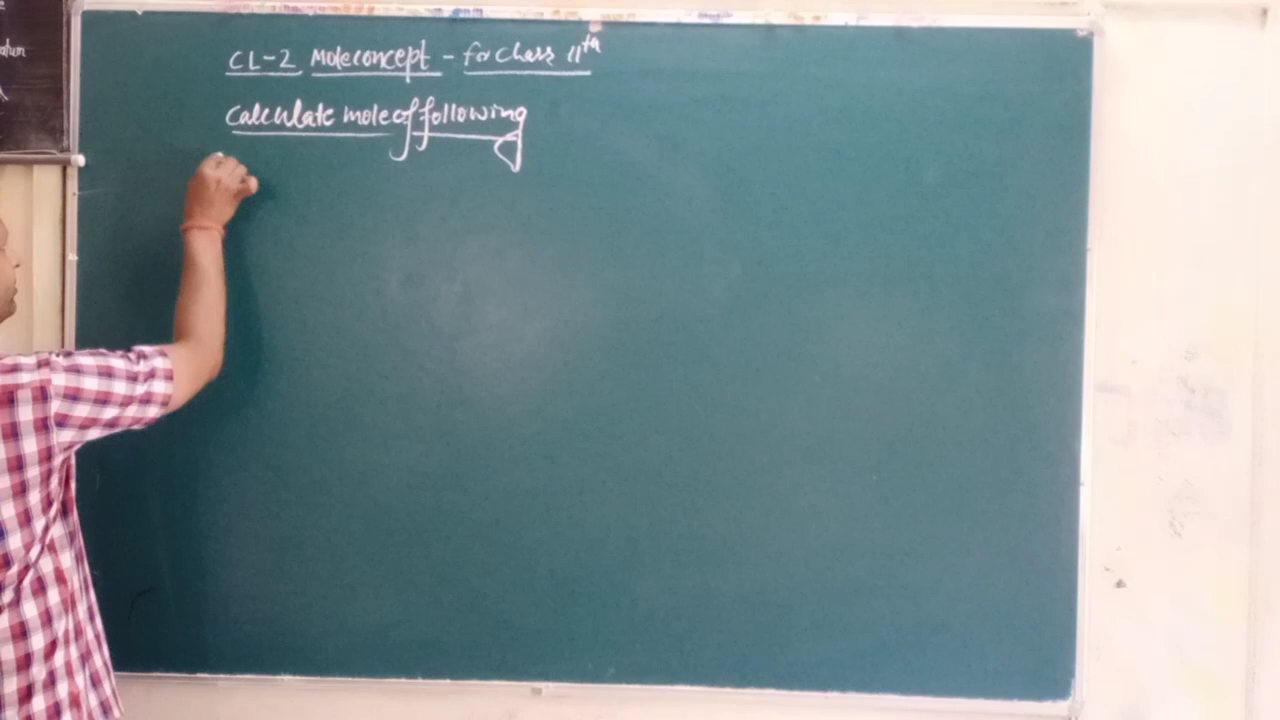 CL-2 Moleconcept - for class 11th
Calculate mole of following